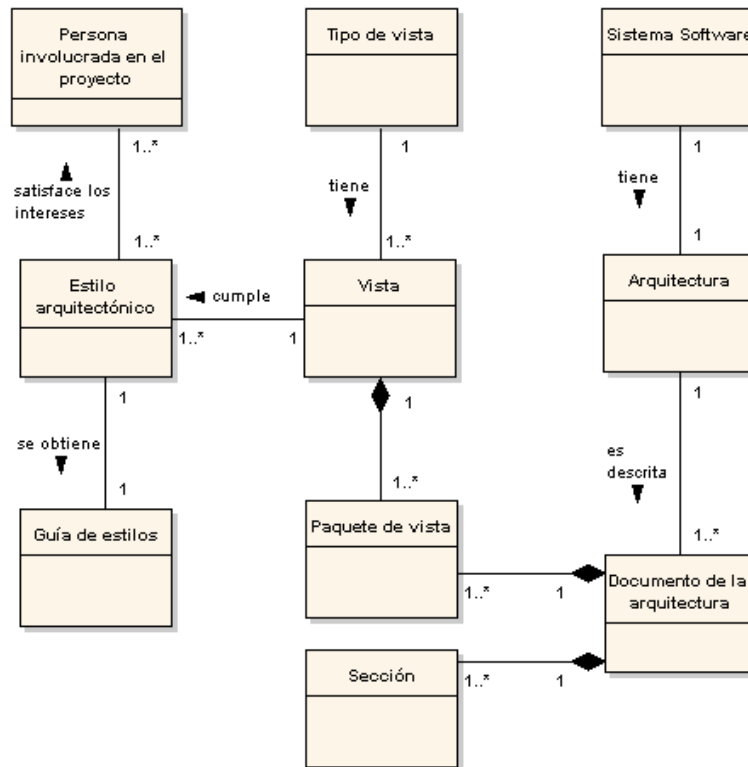 Persona
involucrada en el
proyecto
Tipo de vista
Sistema Software
1..*
1
1
satisface los
intereses
tiene
tiene
1..*
1..*
1
Estilo
arquitectónico
Vista
Arquitectura
cumple
1..*
1
1
1
1
se obtiene
es
descrita
1
1..*
1..*
Guía de estilos
Paquete de vista
Documento de la
arquitectura
1..*
1
Sección
1..*
1